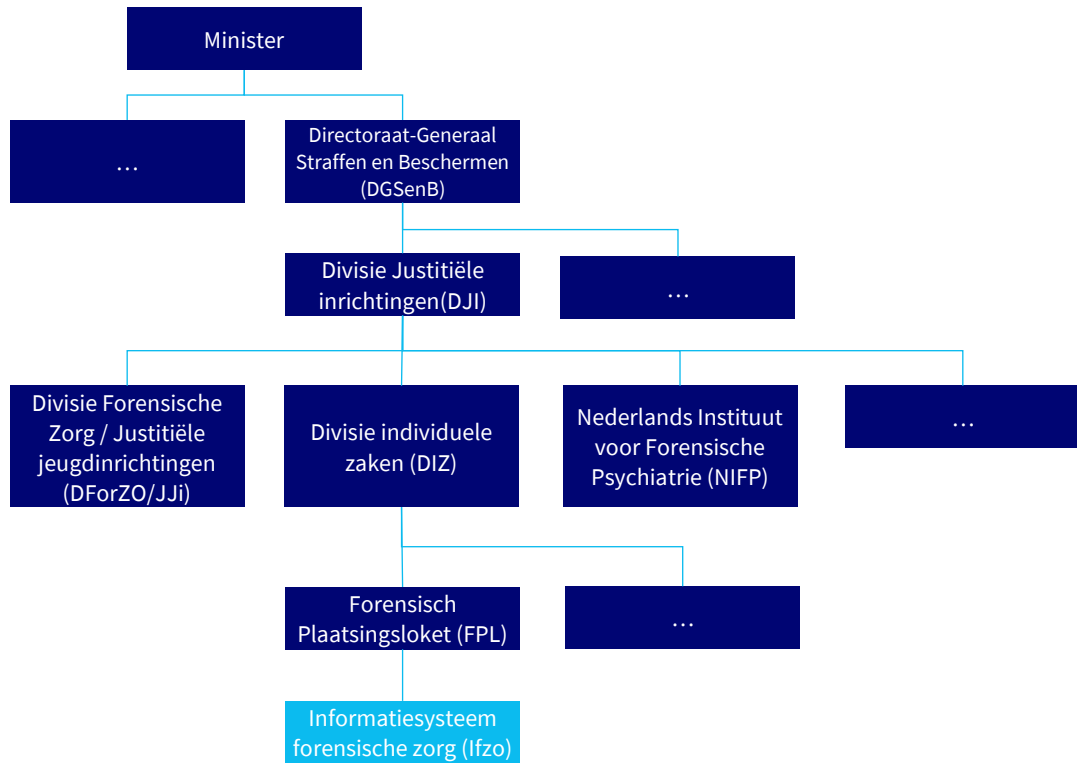 Minister
…
Directoraat-Generaal
Straffen en Beschermen
(DGSenB)
Divisie Justitiële
inrichtingen(DJI)
…
Divisie Forensische
Zorg / Justitiële
jeugdinrichtingen
(DForZO/JJi)
Divisie individuele
zaken (DIZ)
Nederlands Instituut
voor Forensische
Psychiatrie (NIFP)
…
Forensisch
Plaatsingsloket (FPL)
…
Informatiesysteem
forensische zorg (Ifzo)